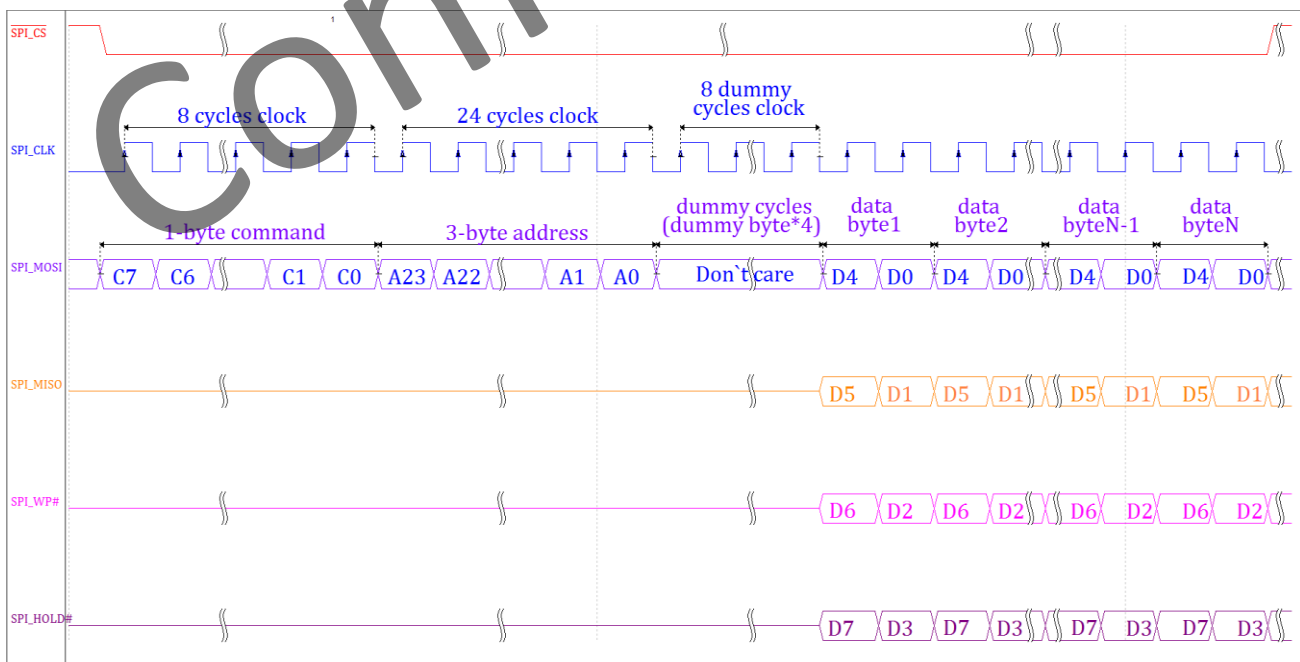 1
SPI_CS
8 cycles clock
24 cycles clock
8 dummy
cycles clock
SPI_CLK
1-byte command
3-byte address
dummy cycles
(dummy byte*4)
data
byte1
data
byte2
data
byteN-1
data
byteN
SPI_MOSI C7 C6 C1 C0 A23 A22 A1 A0 Don`t care D4 D0 D4 D0 D4 D0 D4 D0
SPI_MISO D5 D1 D5 D1 D5 D1 D5 D1
SPI_WP# D6 D2 D6 D2 D6 D2 D6 D2
SPI_HOLD# D7 D3 D7 D3 D7 D3 D7 D3